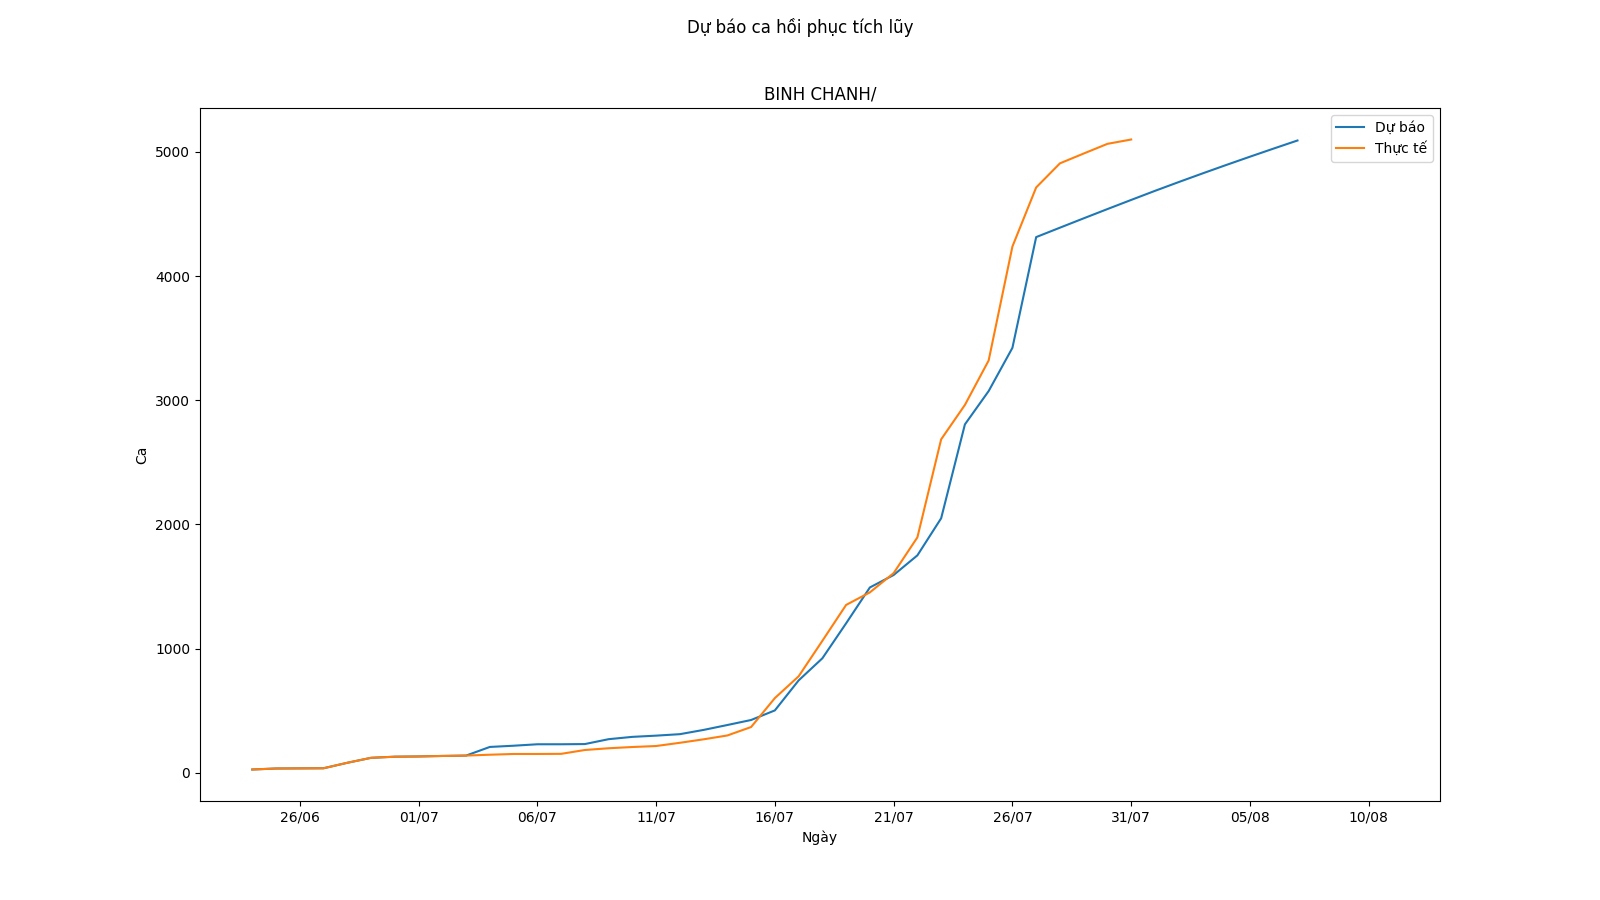 Dự báo ca hồi phục tích lũy
BINH CHANH/
Dự báo
Thực tế
5000
4000
3000
2000
1000
0
Ca
26/06 01/07 06/07 11/07 16/07 21/07 26/07 31/07 05/08 10/08
Ngày